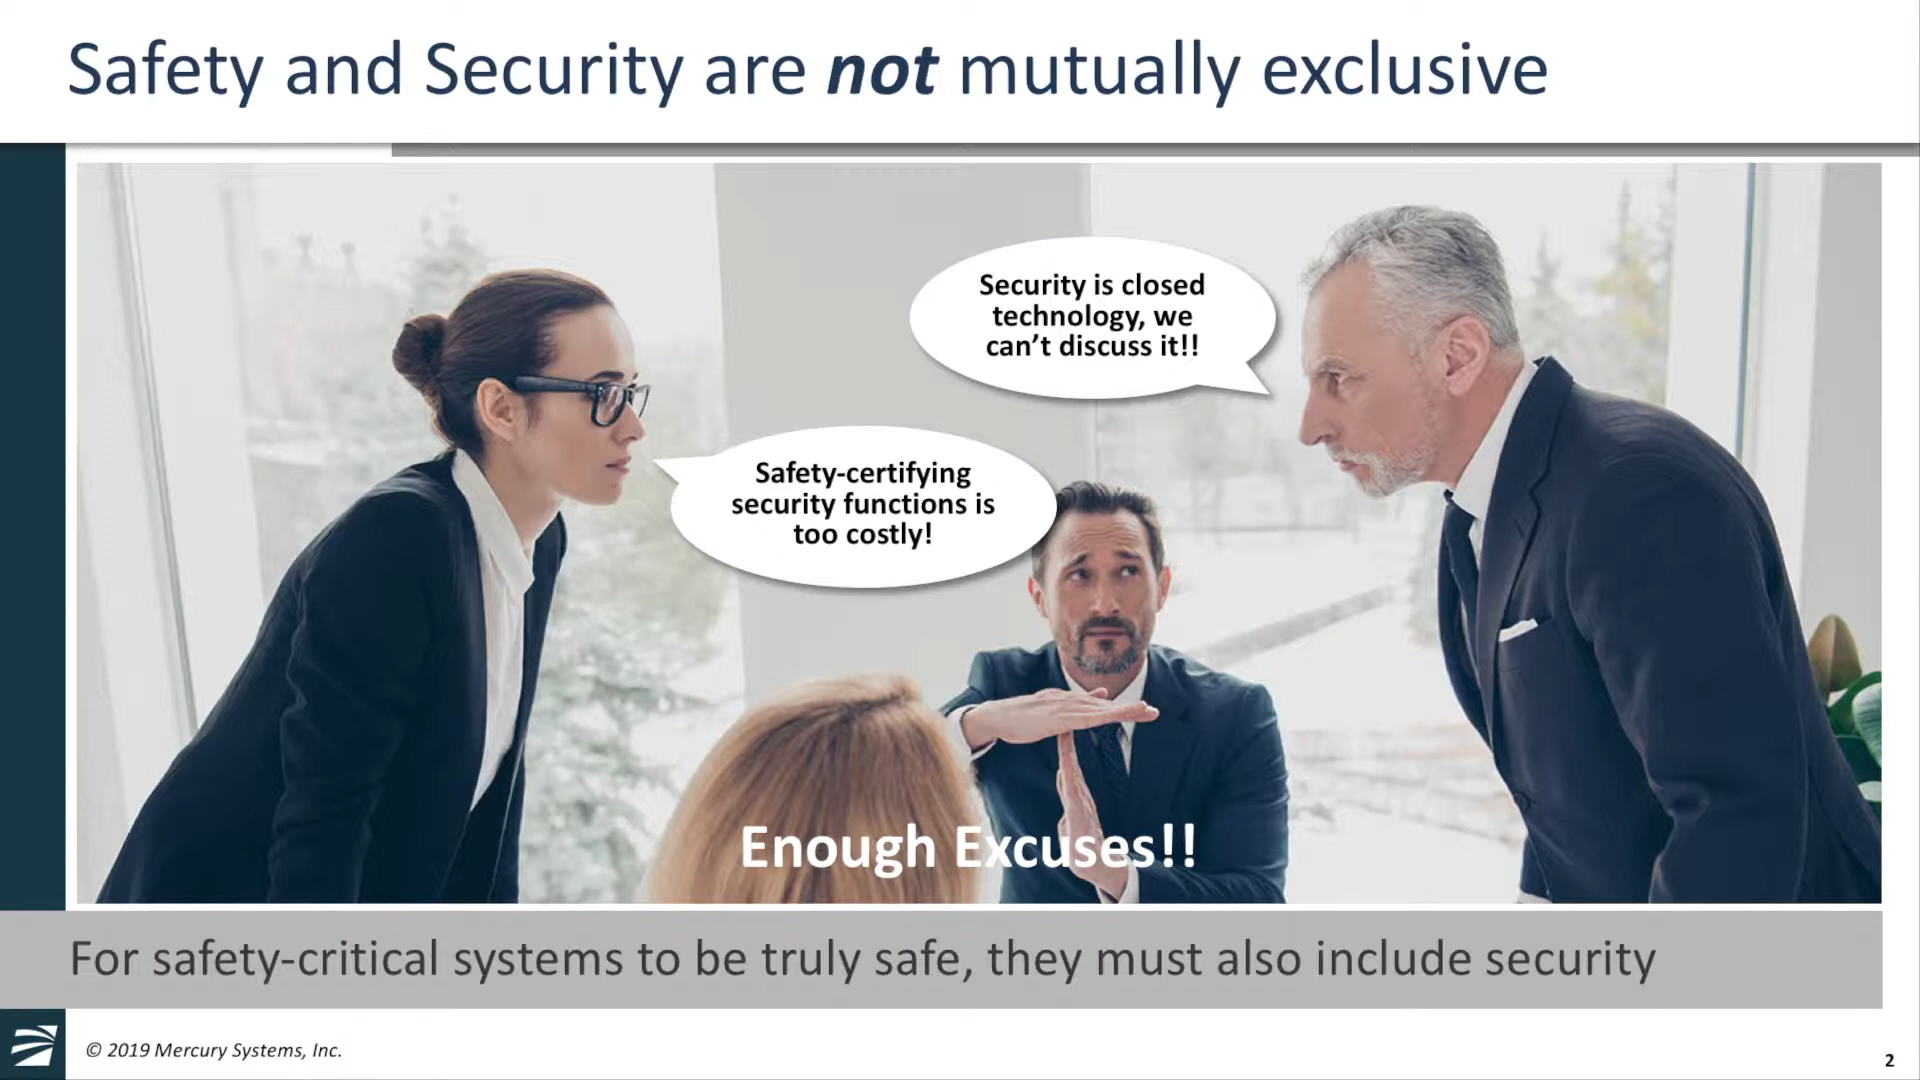 Safety and Security are not mutually exclusive
Security is closed
technology, we
can’t discuss it!!
Safety-certifying
security functions is
too costly!
Enough Excuses!!
For safety-critical systems to be truly safe, they must also include security
© 2019 Mercury Systems, Inc.
2